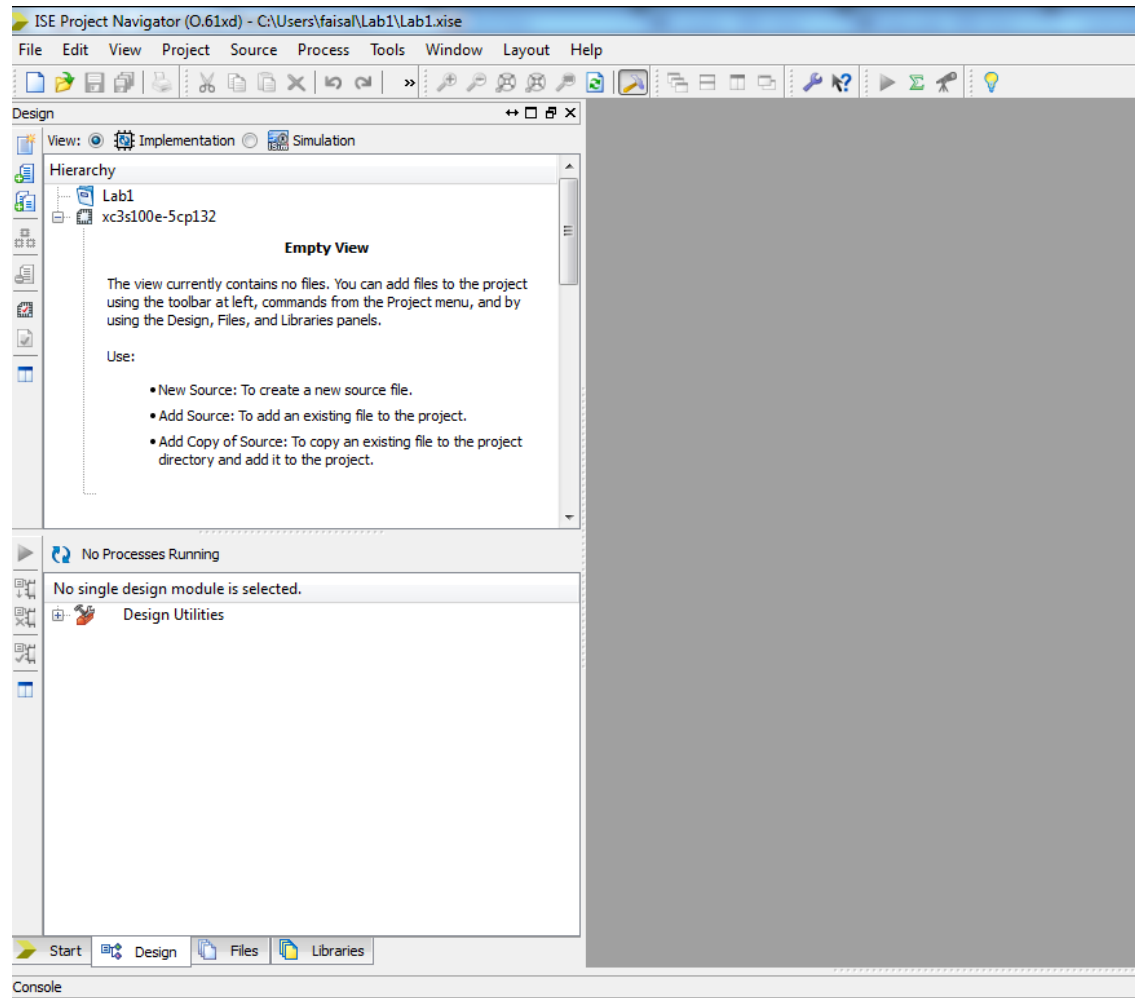 ISE Project Navigator (O.61xd) - C:\Users\faisal\Lab1\Lab1.xise
File Edit View Project Source Process Tools Window Layout Help
»
Design
View: Implementation Simulation
Hierarchy
Lab1
xc3s100e-5cp132
Empty View
The view currently contains no files. You can add files to the project
using the toolbar at left, commands from the Project menu, and by
using the Design, Files, and Libraries panels.
Use:
• New Source: To create a new source file.
• Add Source: To add an existing file to the project.
• Add Copy of Source: To copy an existing file to the project
directory and add it to the project.
No Processes Running
No single design module is selected.
Design Utilities
Start Design Files Libraries
Console